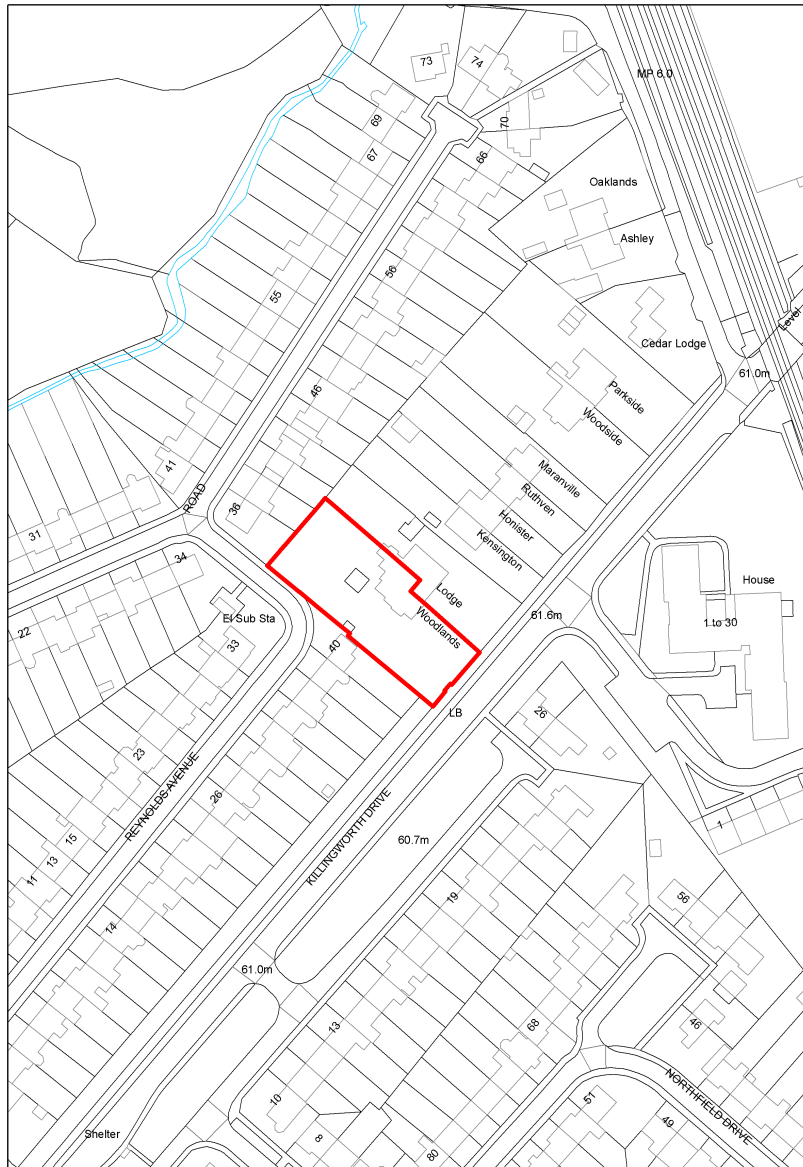 73
74
MP 6.0
69
70
67
66
Oaklands
Ashley
56
55
Level
Cedar Lodge
61.0m
46
Parkside
Woodside
41
Maranville
Ruthven
ROAD
36
Honister
Kensington
31
34
House
Lodge
Woodlands
61.6m
1 to 30
El Sub Sta
22
33
40
LB
26
23
REYNOLDS AVENUE
26
KILLINGWORTH DRIVE
60.7m
1
15
13
11
19
56
14
61.0m
13
68
46
NORTHFIELD DRIVE
10
51
49
Shelter
8
80